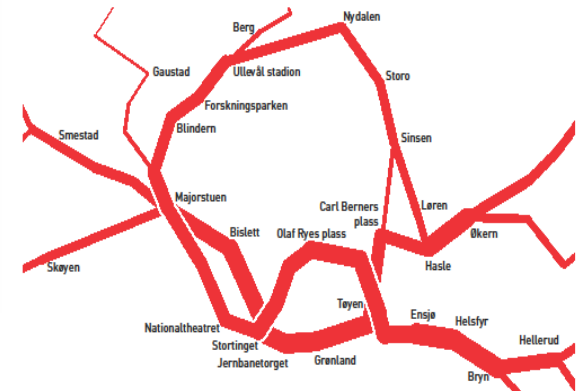 Berg
Nydalen
Gaustad
Ullevål stadion
Storo
Forskningsparken
Smestad
Blindern
Sinsen
Majorstuen
Carl Berners
plass
Løren
Bislett
Olaf Ryes plass
Økern
Skøyen
Hasle
Tøyen
Nationaltheatret
Ensjø
Helsfyr
Stortinget
Jernbanetorget
Grønland
Hellerud
Bryn